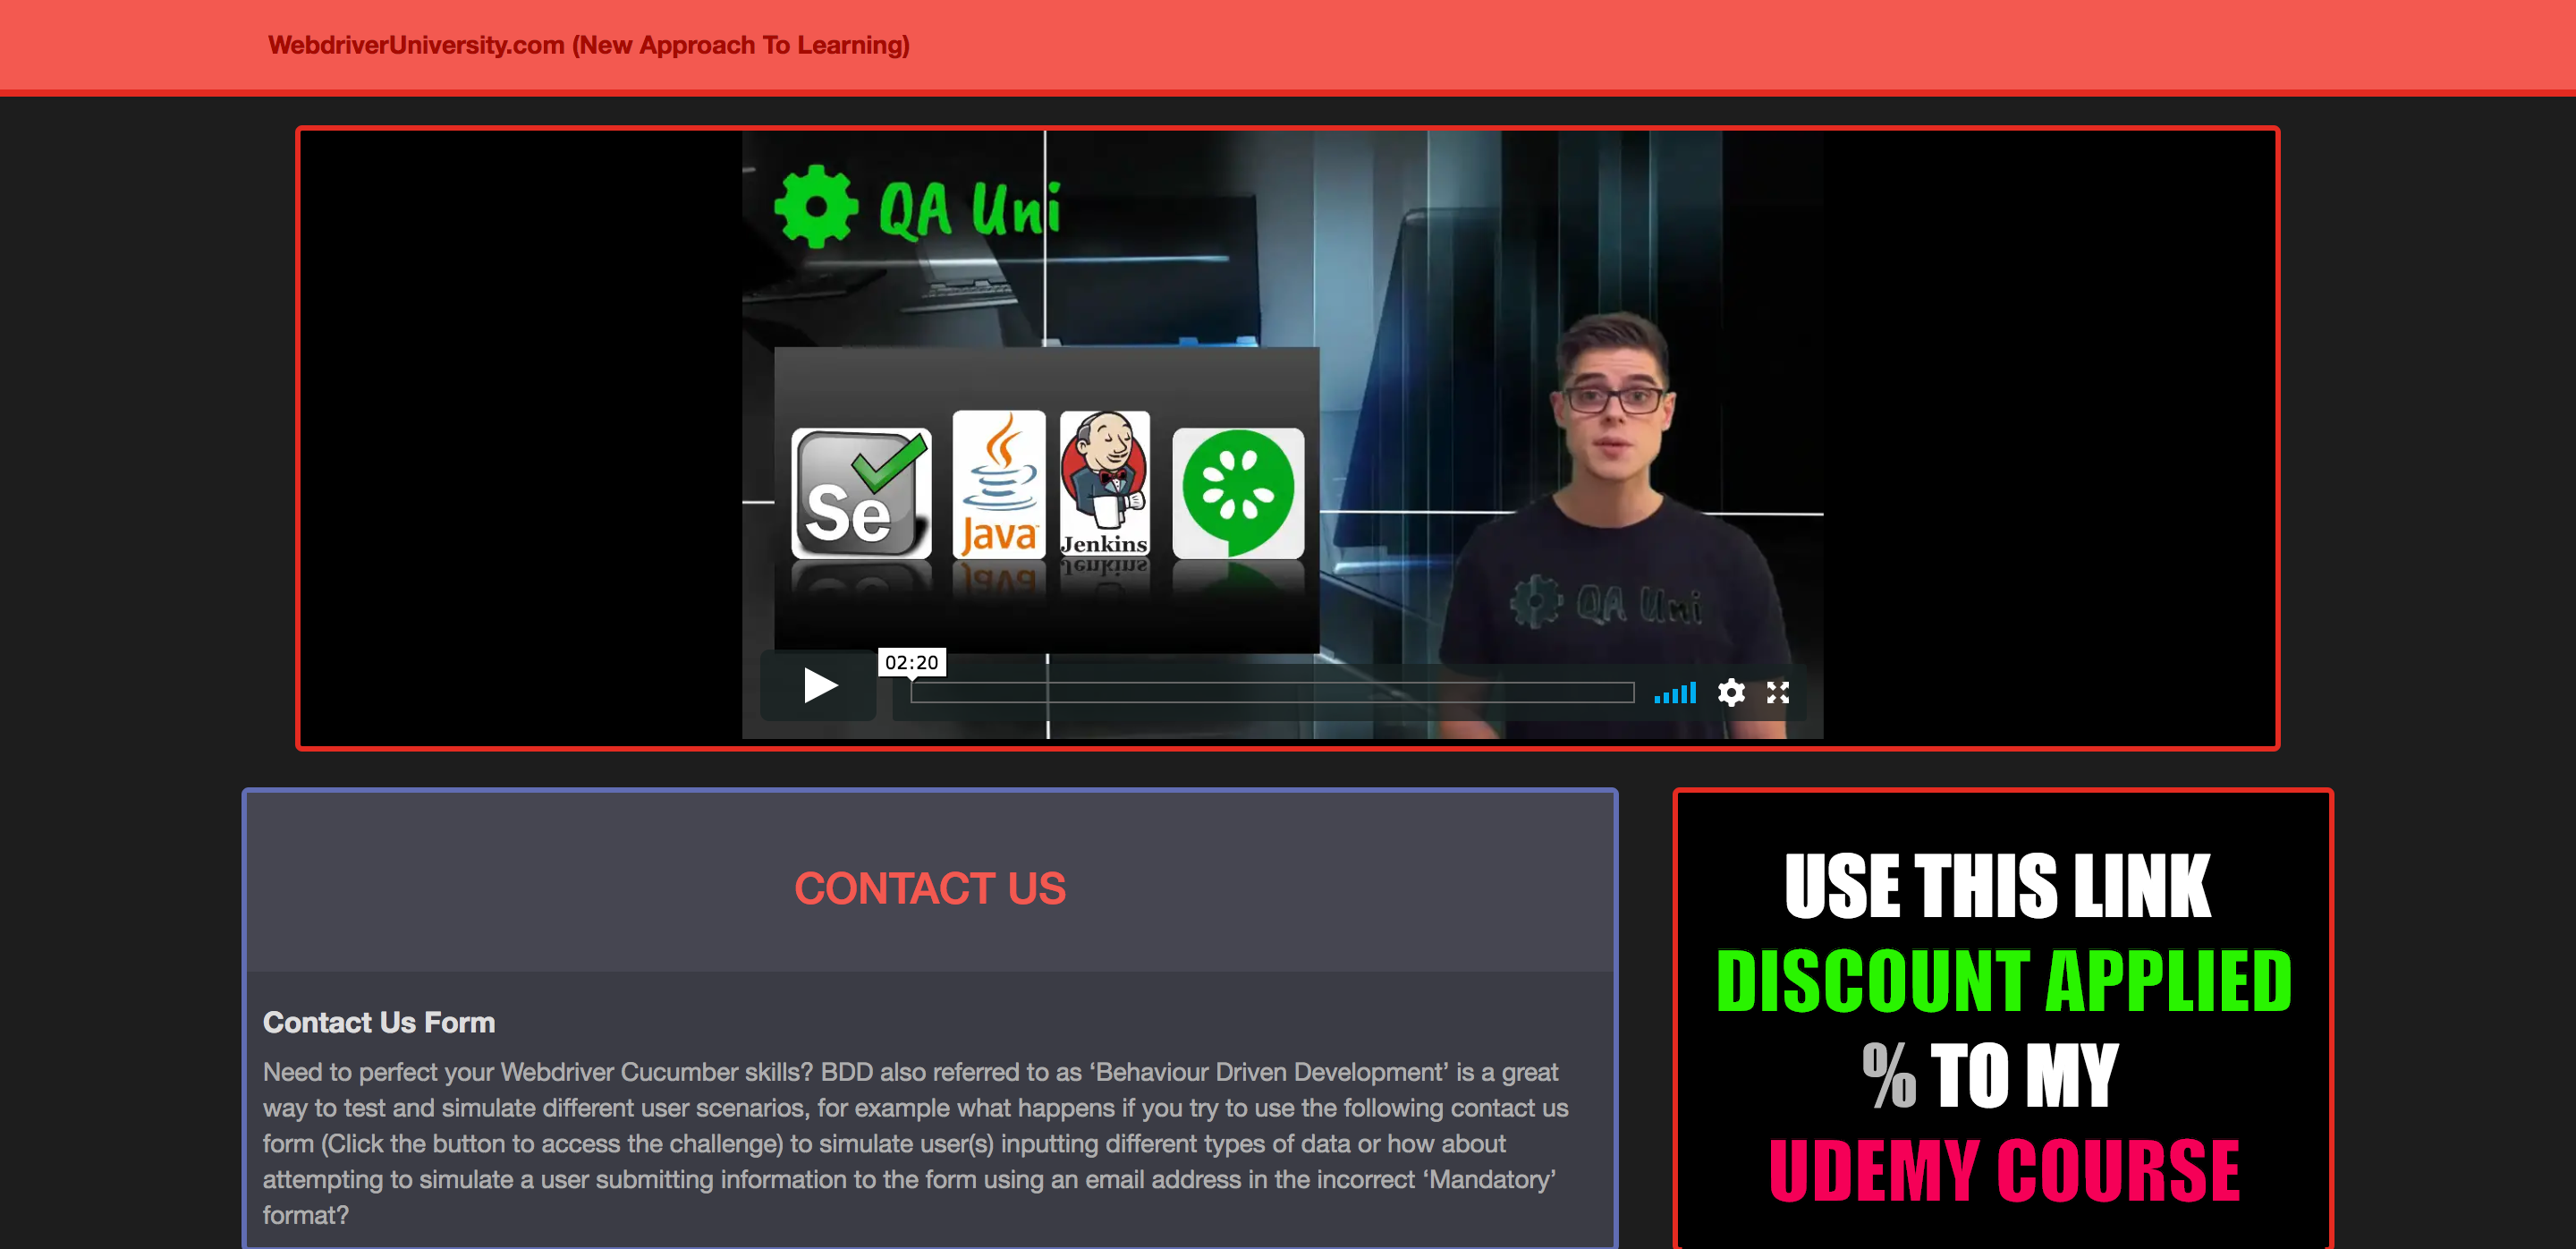 WebdriverUniversity.com (New Approach To Learning)
QA Uni
Se
Java
Jenkins
QA Uni
02:20
CONTACT US
Contact Us Form
Need to perfect your Webdriver Cucumber skills? BDD also referred to as ‘Behaviour Driven Development’ is a great
way to test and simulate different user scenarios, for example what happens if you try to use the following contact us
form (Click the button to access the challenge) to simulate user(s) inputting different types of data or how about
attempting to simulate a user submitting information to the form using an email address in the incorrect ‘Mandatory’
format?
USE THIS LINK
DISCOUNT APPLIED
% TO MY
UDEMY COURSE